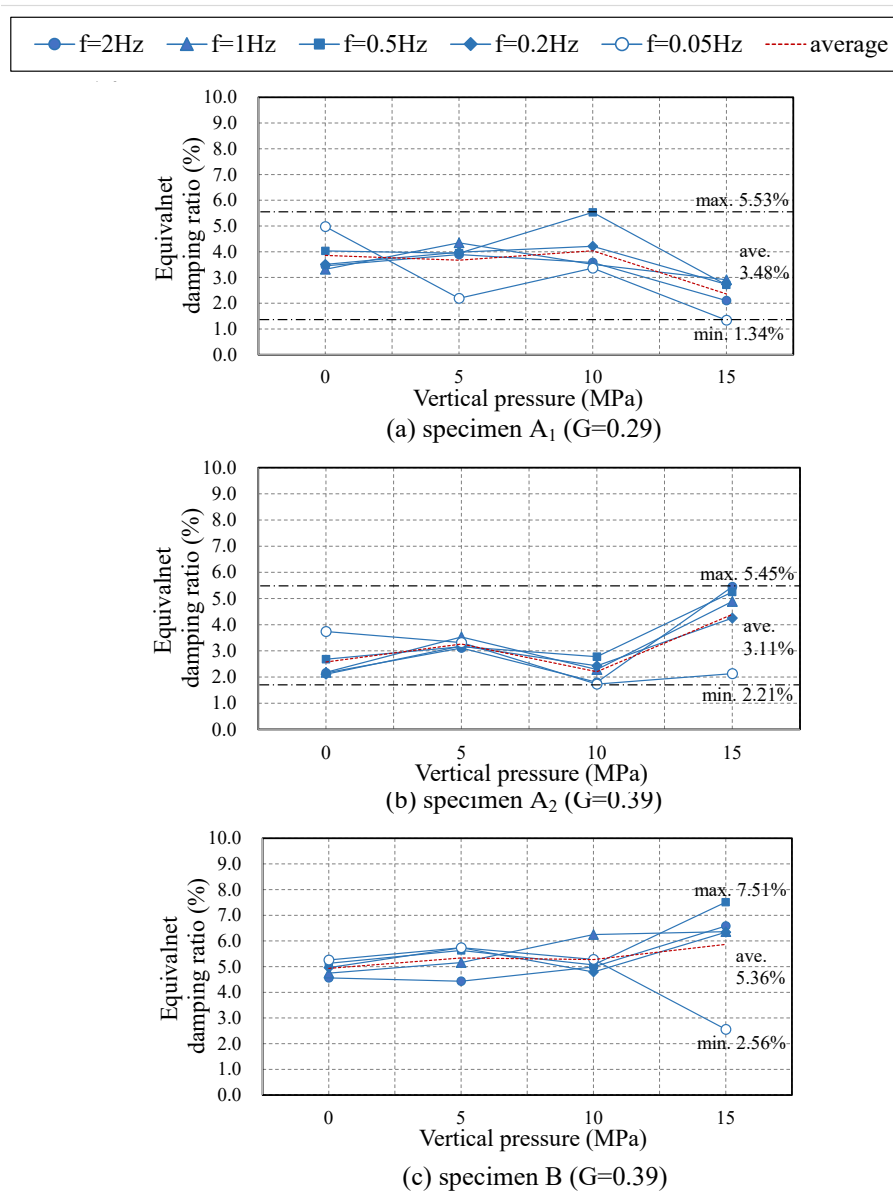 f=2Hz f=1Hz f=0.5Hz f=0.2Hz f=0.05Hz average
Equivalnet
damping ratio (%)
10.0
9.0
8.0
7.0
6.0
5.0
4.0
3.0
2.0
1.0
0.0
max. 5.53%
ave.
3.48%
min. 1.34%
0 5 10 15
Vertical pressure (MPa)
(a) specimen A₁ (G=0.29)
Equivalnet
damping ratio (%)
10.0
9.0
8.0
7.0
6.0
5.0
4.0
3.0
2.0
1.0
0.0
max. 5.45%
ave.
3.11%
min. 2.21%
0 5 10 15
Vertical pressure (MPa)
(b) specimen A₂ (G=0.39)
Equivalnet
damping ratio (%)
10.0
9.0
8.0
7.0
6.0
5.0
4.0
3.0
2.0
1.0
0.0
max. 7.51%
ave.
5.36%
min. 2.56%
0 5 10 15
Vertical pressure (MPa)
(c) specimen B (G=0.39)